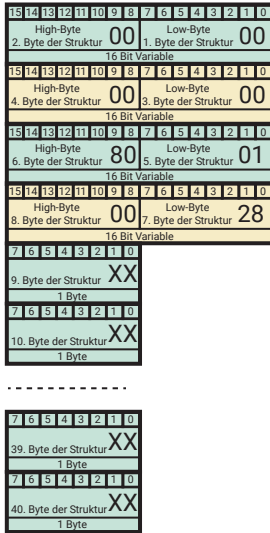 15 14 13 12 11 10 9 8 7 6 5 4 3 2 1 0
High-Byte 00 Low-Byte 00
2. Byte der Struktur 1. Byte der Struktur
16 Bit Variable
15 14 13 12 11 10 9 8 7 6 5 4 3 2 1 0
High-Byte 00 Low-Byte 00
4. Byte der Struktur 3. Byte der Struktur
16 Bit Variable
15 14 13 12 11 10 9 8 7 6 5 4 3 2 1 0
High-Byte 80 Low-Byte 01
6. Byte der Struktur 5. Byte der Struktur
16 Bit Variable
15 14 13 12 11 10 9 8 7 6 5 4 3 2 1 0
High-Byte 00 Low-Byte 28
8. Byte der Struktur 7. Byte der Struktur
16 Bit Variable
7 6 5 4 3 2 1 0
9. Byte der Struktur XX
1 Byte
7 6 5 4 3 2 1 0
10. Byte der Struktur XX
1 Byte
7 6 5 4 3 2 1 0
39. Byte der Struktur XX
1 Byte
7 6 5 4 3 2 1 0
40. Byte der Struktur XX
1 Byte